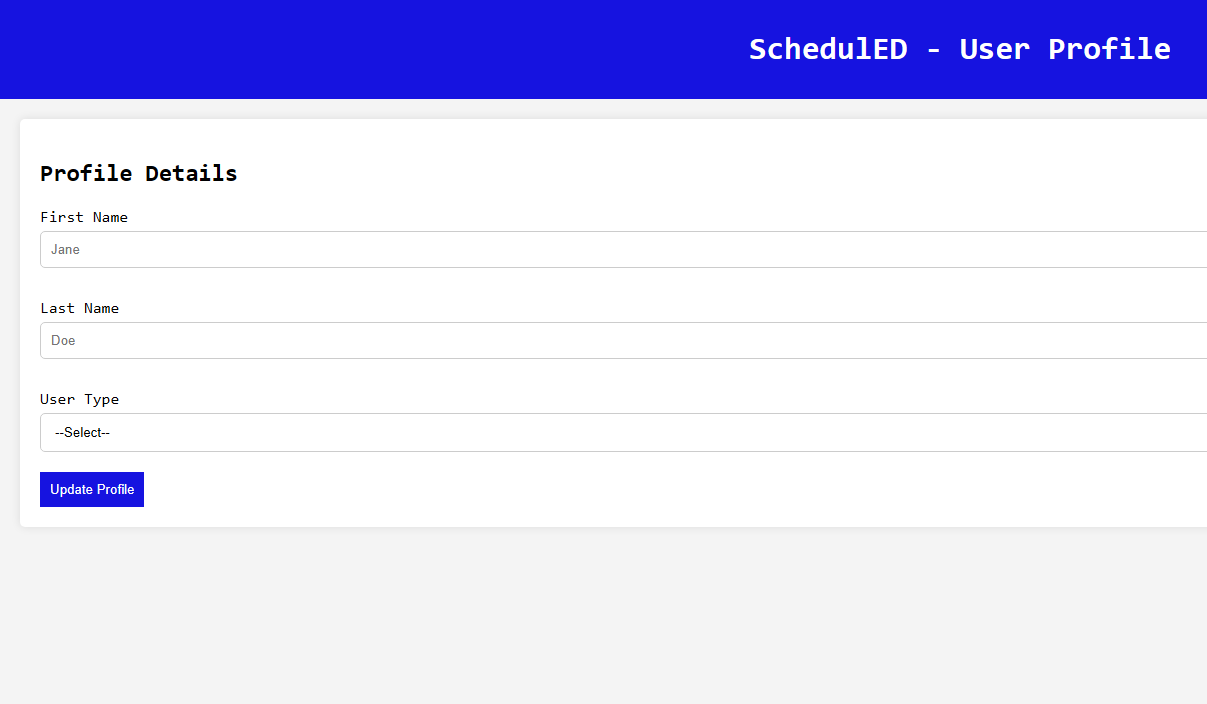 SchedulED - User Profile
Profile Details
First Name
Jane
Last Name
Doe
User Type
--Select--
Update Profile